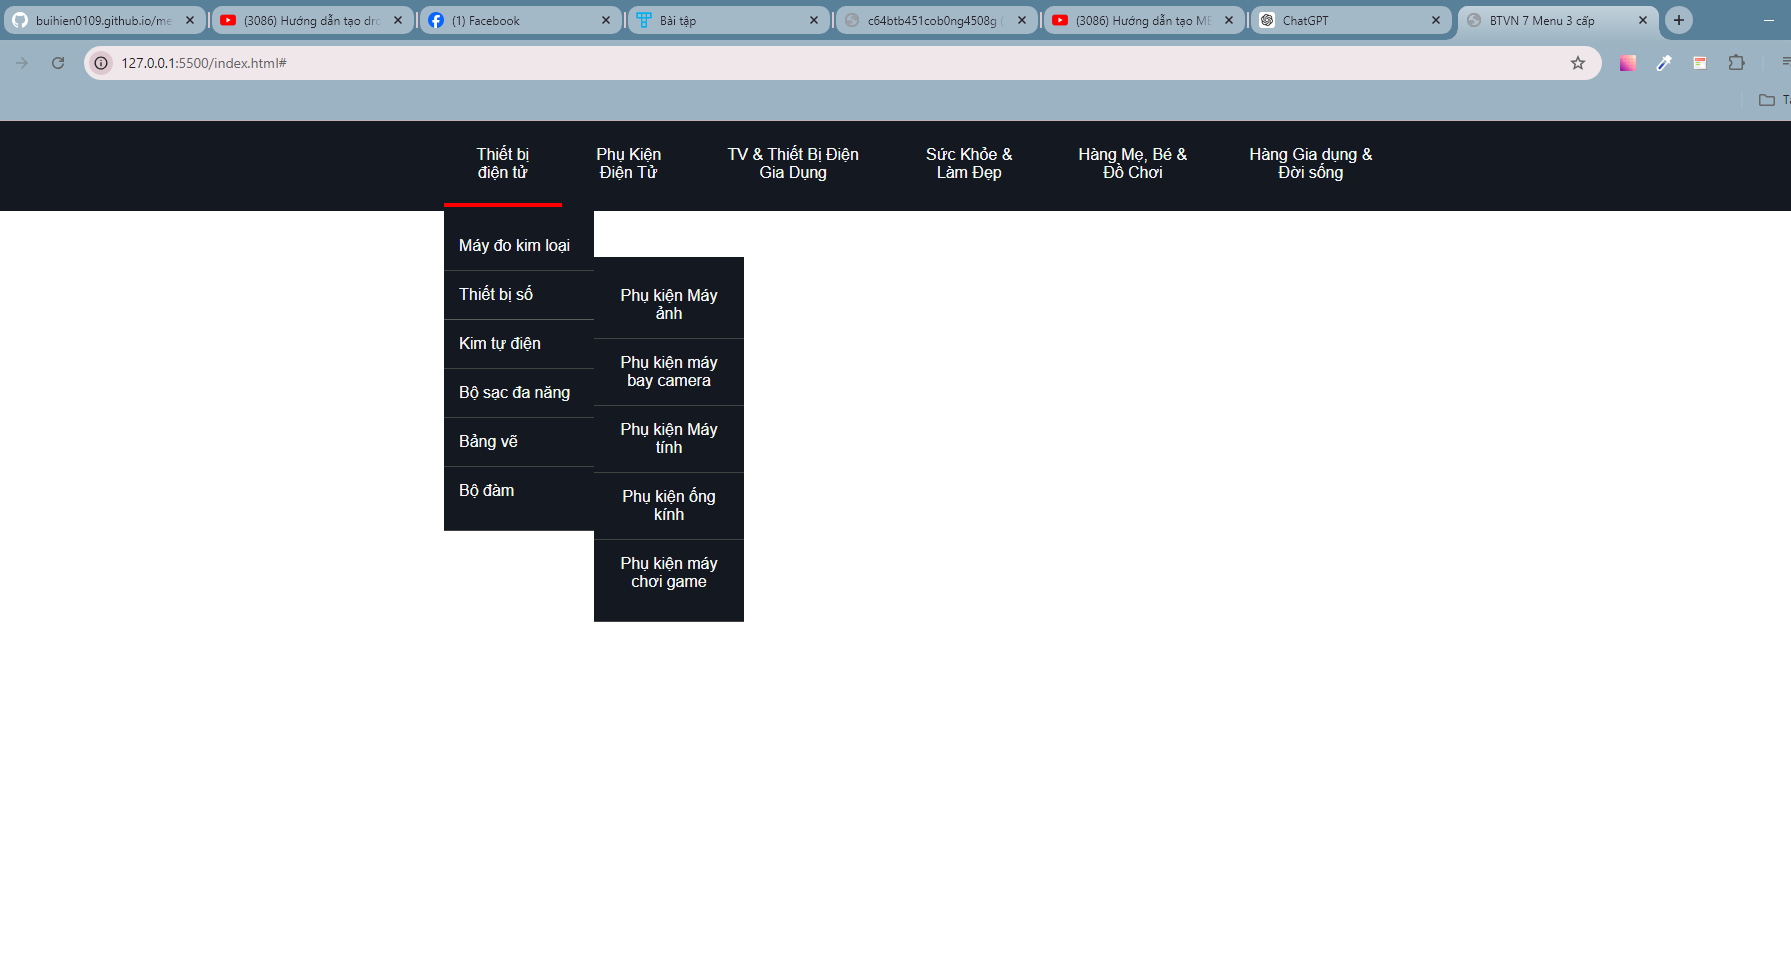 buihien0109.github.io/me
(3086) Hướng dẫn tạo dro
(1) Facebook
Bài tập
c64btb451cob0ng4508g (
(3086) Hướng dẫn tạo ME
ChatGPT
BTVN 7 Menu 3 cấp
127.0.0.1:5500/index.html#
Thiết bị
điện tử
Phụ Kiện
Điện Tử
TV & Thiết Bị Điện
Gia Dụng
Sức Khỏe &
Làm Đẹp
Hàng Mẹ, Bé &
Đồ Chơi
Hàng Gia dụng &
Đời sống
Máy đo kim loại
Thiết bị số
Kim tự điện
Bộ sạc đa năng
Bảng vẽ
Bộ đàm
Phụ kiện Máy
ảnh
Phụ kiện máy
bay camera
Phụ kiện Máy
tính
Phụ kiện ống
kính
Phụ kiện máy
chơi game